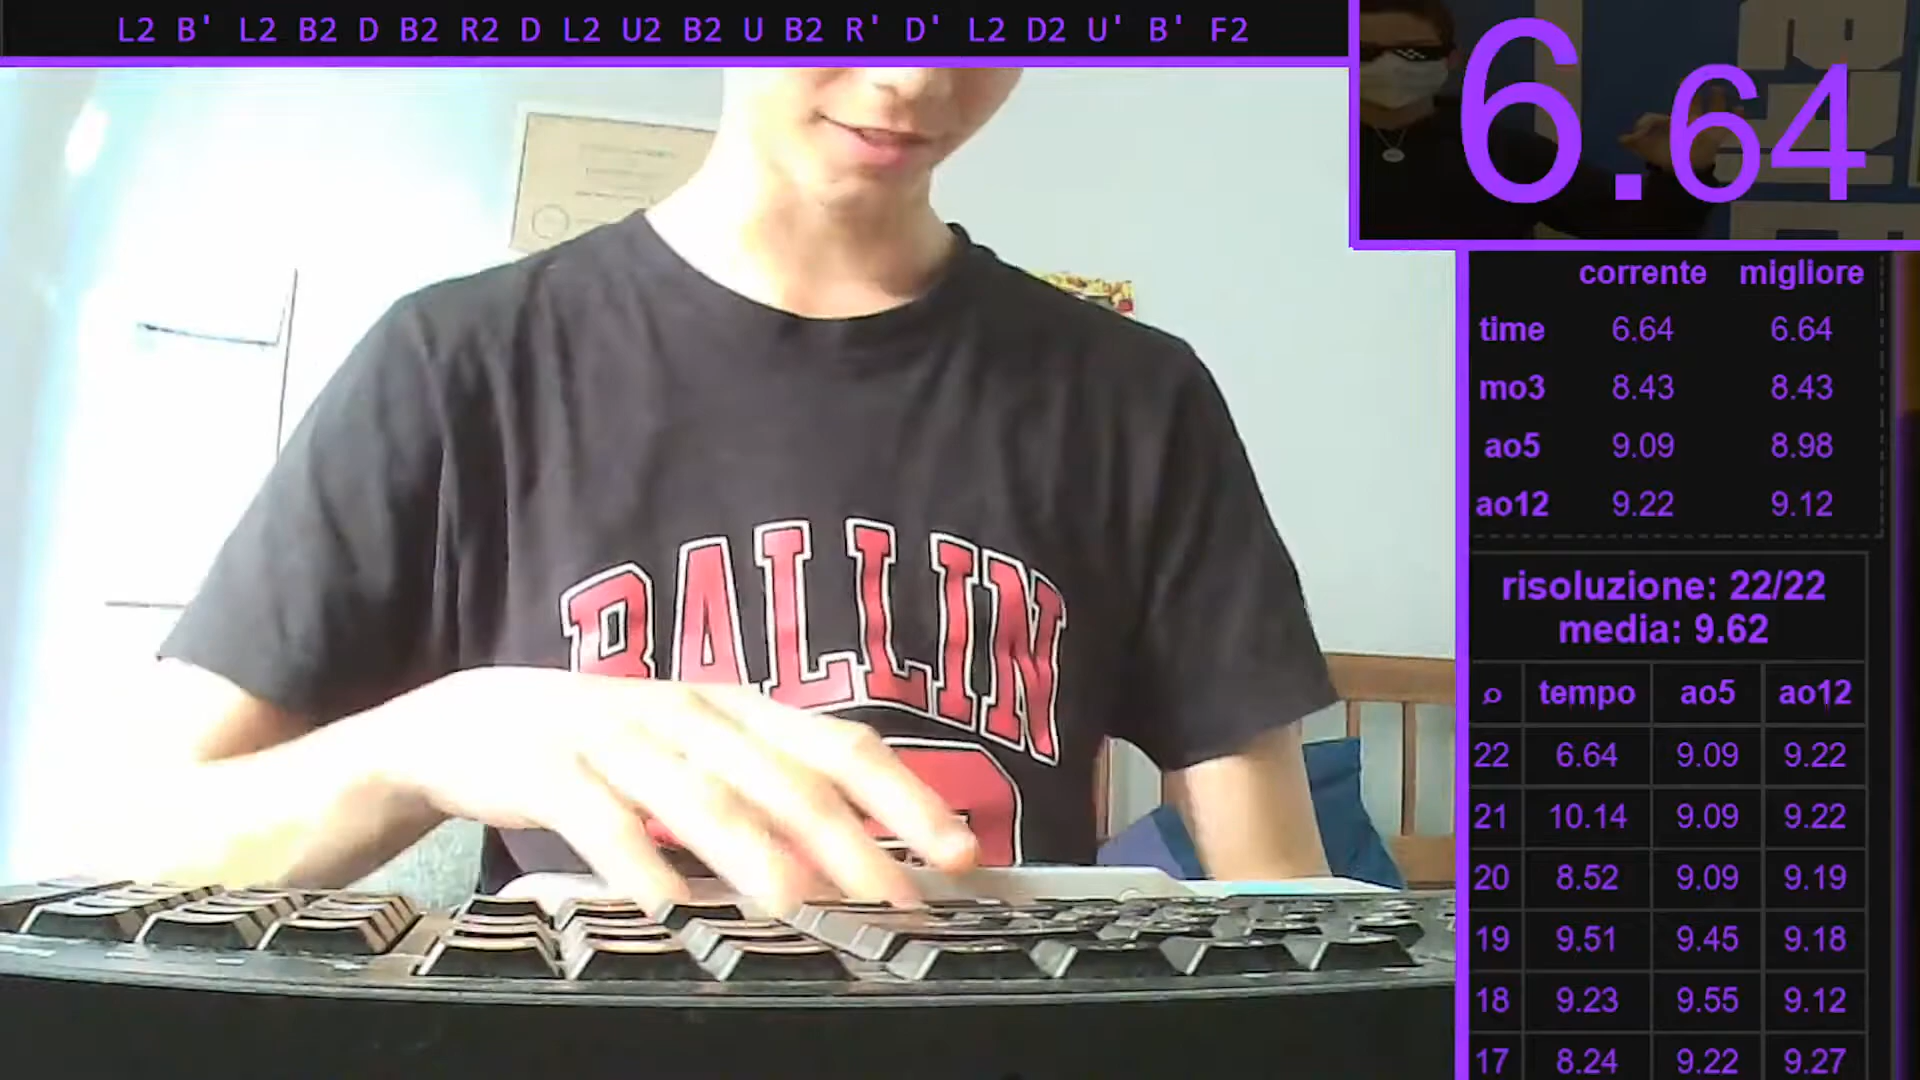 L2 B' L2 B2 D B2 R2 D L2 U2 B2 U B2 R' D' L2 D2 U' B' F2
6.64
corrente migliore
time 6.64 6.64
mo3 8.43 8.43
ao5 9.09 8.98
ao12 9.22 9.12
risoluzione: 22/22
media: 9.62
tempo ao5 ao12
22 6.64 9.09 9.22
21 10.14 9.09 9.22
20 8.52 9.09 9.19
19 9.51 9.45 9.18
18 9.23 9.55 9.12
17 8.24 9.22 9.27
BALLIN